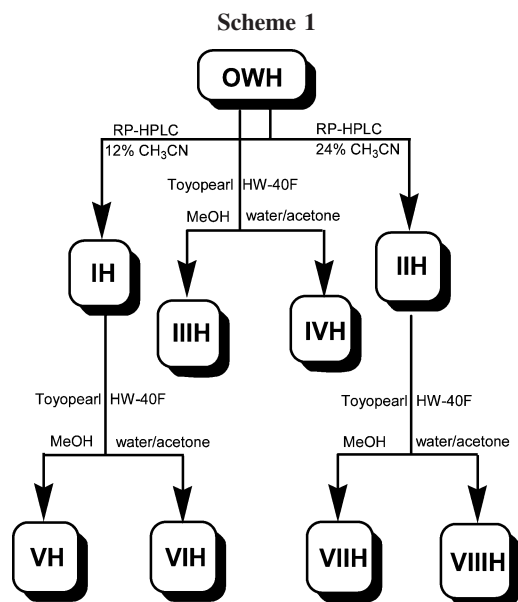 Scheme 1
OWH
RP-HPLC
12% CH₃CN
RP-HPLC
24% CH₃CN
Toyopearl HW-40F
MeOH water/acetone
IH
IIH
IIIH
IVH
Toyopearl HW-40F
MeOH water/acetone
Toyopearl HW-40F
MeOH water/acetone
VH
VIH
VIIH
VIIIH